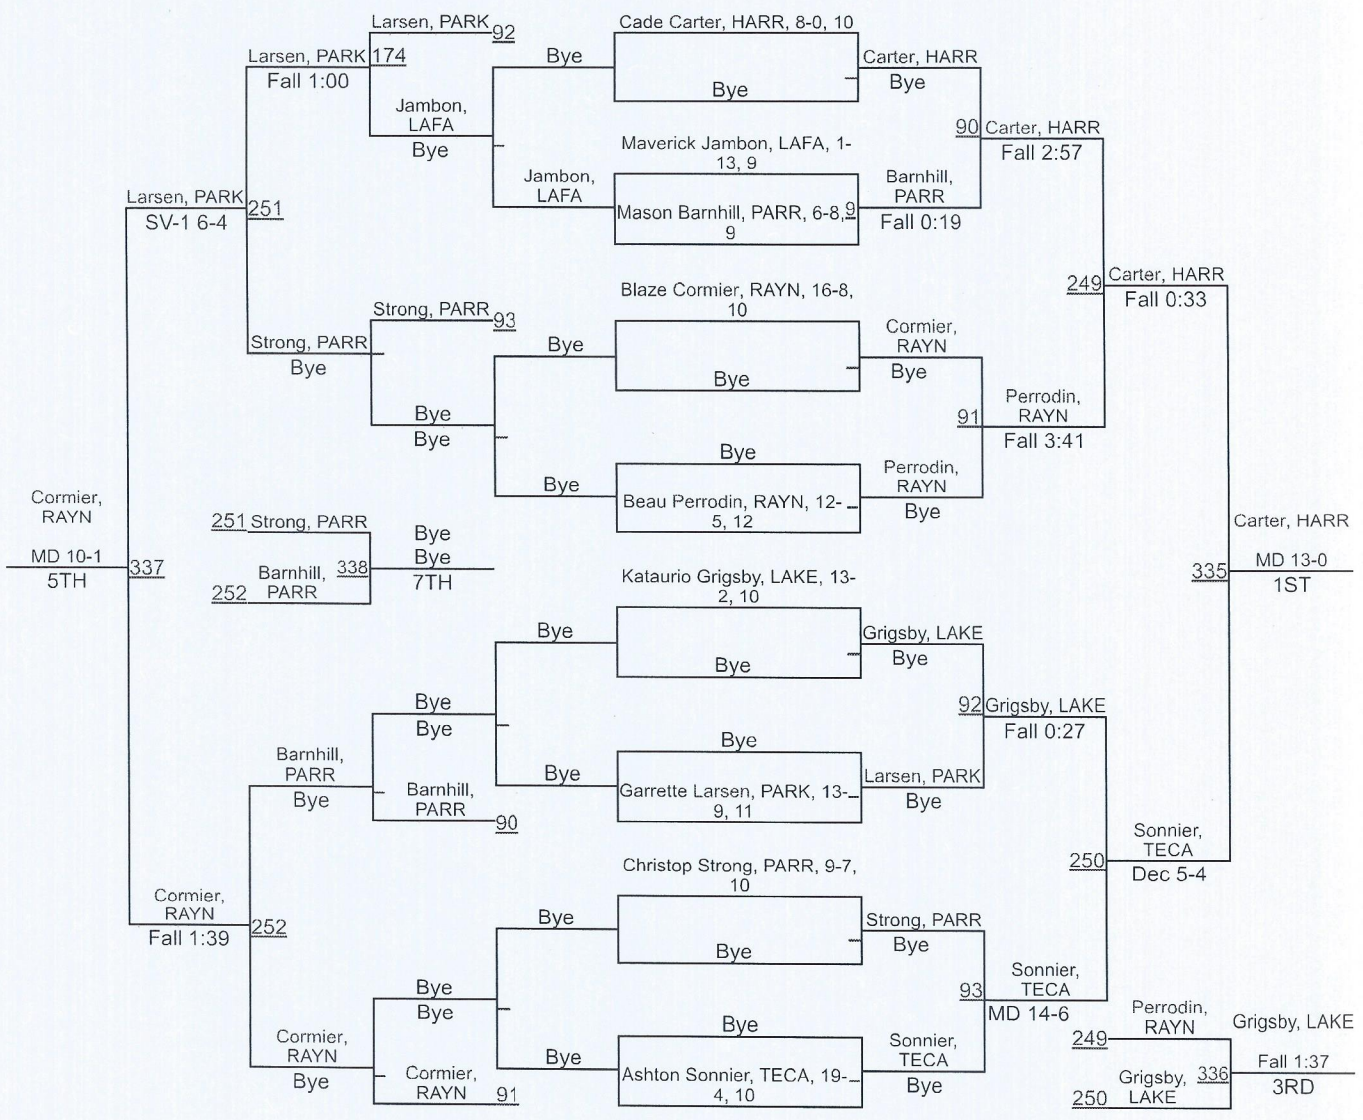 Larsen, PARK
92
Larsen, PARK
174
Fall 1:00
Jambon,
LAFA
Bye
Bye
Cade Carter, HARR, 8-0, 10
Bye
Carter, HARR
Bye
Maverick Jambon, LAFA, 1-
13, 9
Mason Barnhill, PARR, 6-8,
9
9
Jambon,
LAFA
Barnhill,
PARR
Fall 0:19
90
Carter, HARR
Fall 2:57
Larsen, PARK
SV-1 6-4
251
249
Carter, HARR
Fall 0:33
Strong, PARR
93
Strong, PARR
Bye
Bye
Blaze Cormier, RAYN, 16-8,
10
Bye
Cormier,
RAYN
Bye
Bye
Bye
91
Perrodin,
RAYN
Fall 3:41
Bye
Bye
Beau Perrodin, RAYN, 12-
5, 12
Perrodin,
RAYN
Bye
Cormier,
RAYN
MD 10-1
5TH
337
251
Strong, PARR
Barnhill,
PARR
252
338
Bye
Bye
7TH
335
Carter, HARR
MD 13-0
1ST
Kataurio Grigsby, LAKE, 13-
2, 10
Bye
Bye
Grigsby, LAKE
Bye
Bye
Bye
92
Grigsby, LAKE
Fall 0:27
Barnhill,
PARR
Bye
Barnhill,
PARR
90
Bye
Bye
Garrette Larsen, PARK, 13-
9, 11
Larsen, PARK
Bye
250
Sonnier,
TECA
Dec 5-4
Cormier,
RAYN
Fall 1:39
252
Christop Strong, PARR, 9-7,
10
Bye
Bye
Strong, PARR
Bye
Bye
Bye
93
Sonnier,
TECA
MD 14-6
Cormier,
RAYN
Bye
Cormier,
RAYN
91
Bye
Bye
Ashton Sonnier, TECA, 19-
4, 10
Sonnier,
TECA
Bye
Perrodin,
RAYN
249
Grigsby,
LAKE
250
336
Grigsby, LAKE
Fall 1:37
3RD